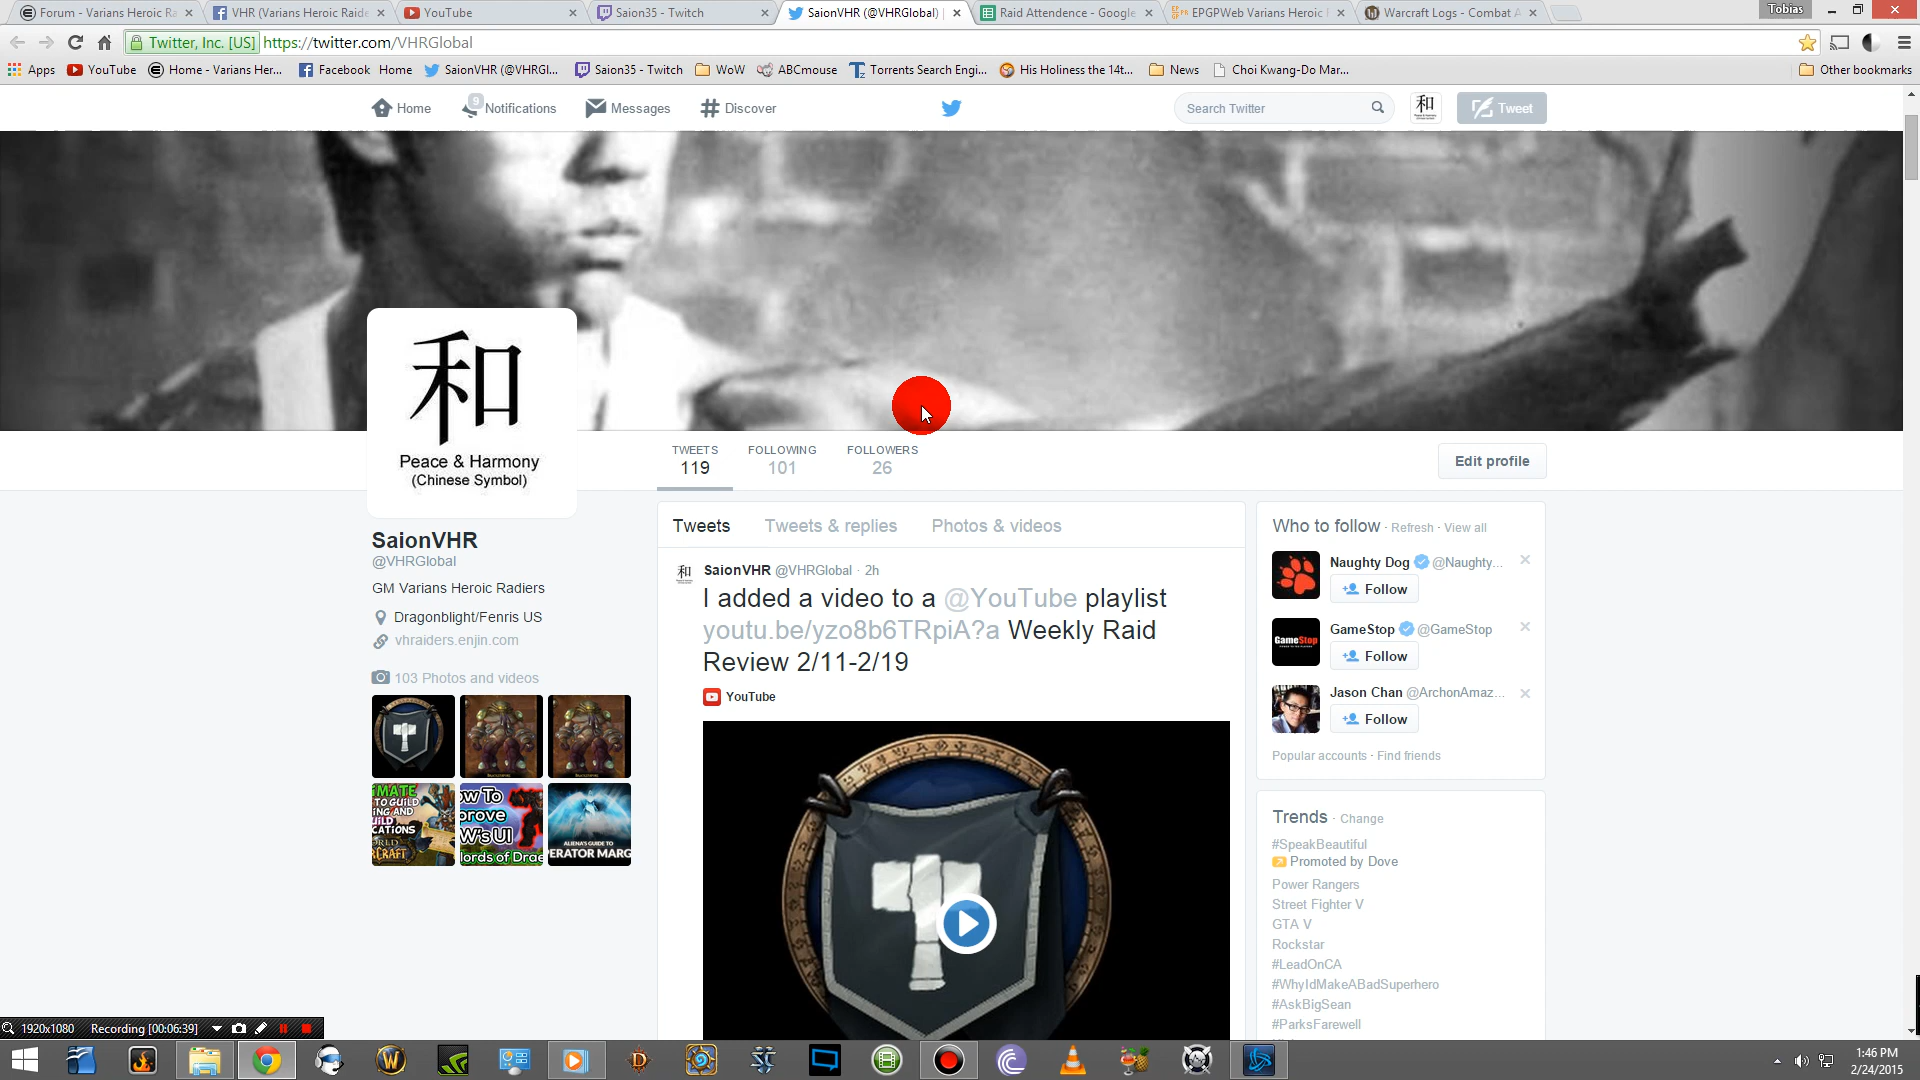 Forum - Varians Heroic Ra
VHR (Varians Heroic Raide
YouTube
Saion35 - Twitch
SaionVHR (@VHRGlobal) |
Raid Attendence - Google
EPGPWeb Varians Heroic
Warcraft Logs - Combat A
Tobias
Twitter, Inc. [US]
https://twitter.com/VHRGlobal
Apps
YouTube
Home - Varians Her...
Facebook
Home
SaionVHR (@VHRGl...
Saion35 - Twitch
WoW
ABCmouse
Torrents Search Engi...
His Holiness the 14t...
News
Choi Kwang-Do Mar...
Other bookmarks
Home
9
Notifications
Messages
Discover
Search Twitter
Tweet
和
Peace & Harmony
(Chinese Symbol)
TWEETS
119
FOLLOWING
101
FOLLOWERS
26
Edit profile
SaionVHR
@VHRGlobal
GM Varians Heroic Radiers
Dragonblight/Fenris US
vhraiders.enjin.com
103 Photos and videos
Tweets
Tweets & replies
Photos & videos
SaionVHR @VHRGlobal · 2h
I added a video to a @YouTube playlist
youtu.be/yzo8b6TRpiA?a Weekly Raid
Review 2/11-2/19
YouTube
Who to follow · Refresh · View all
Naughty Dog @Naughty...
Follow
GameStop @GameStop
Follow
Jason Chan @ArchonAmaz...
Follow
Popular accounts · Find friends
Trends · Change
#SpeakBeautiful
Promoted by Dove
Power Rangers
Street Fighter V
GTA V
Rockstar
#LeadOnCA
#WhyIdMakeABadSuperhero
#AskBigSean
#ParksFarewell
1920x1080
Recording [00:06:39]
1:46 PM
2/24/2015